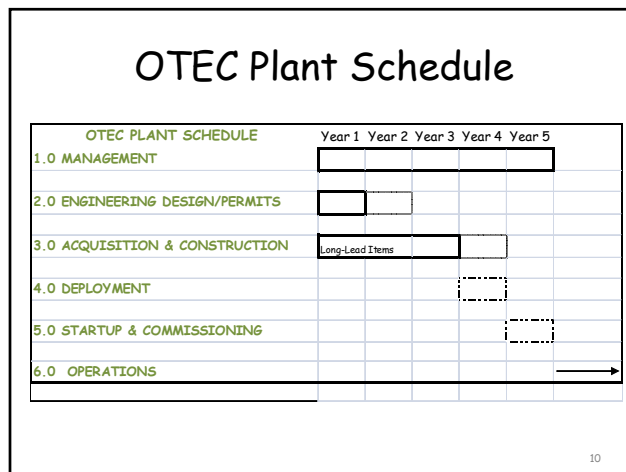 OTEC Plant Schedule
OTEC PLANT SCHEDULE Year 1 Year 2 Year 3 Year 4 Year 5
1.0 MANAGEMENT
2.0 ENGINEERING DESIGN/PERMITS
3.0 ACQUISITION & CONSTRUCTION Long-Lead Items
4.0 DEPLOYMENT
5.0 STARTUP & COMMISSIONING
6.0 OPERATIONS
10